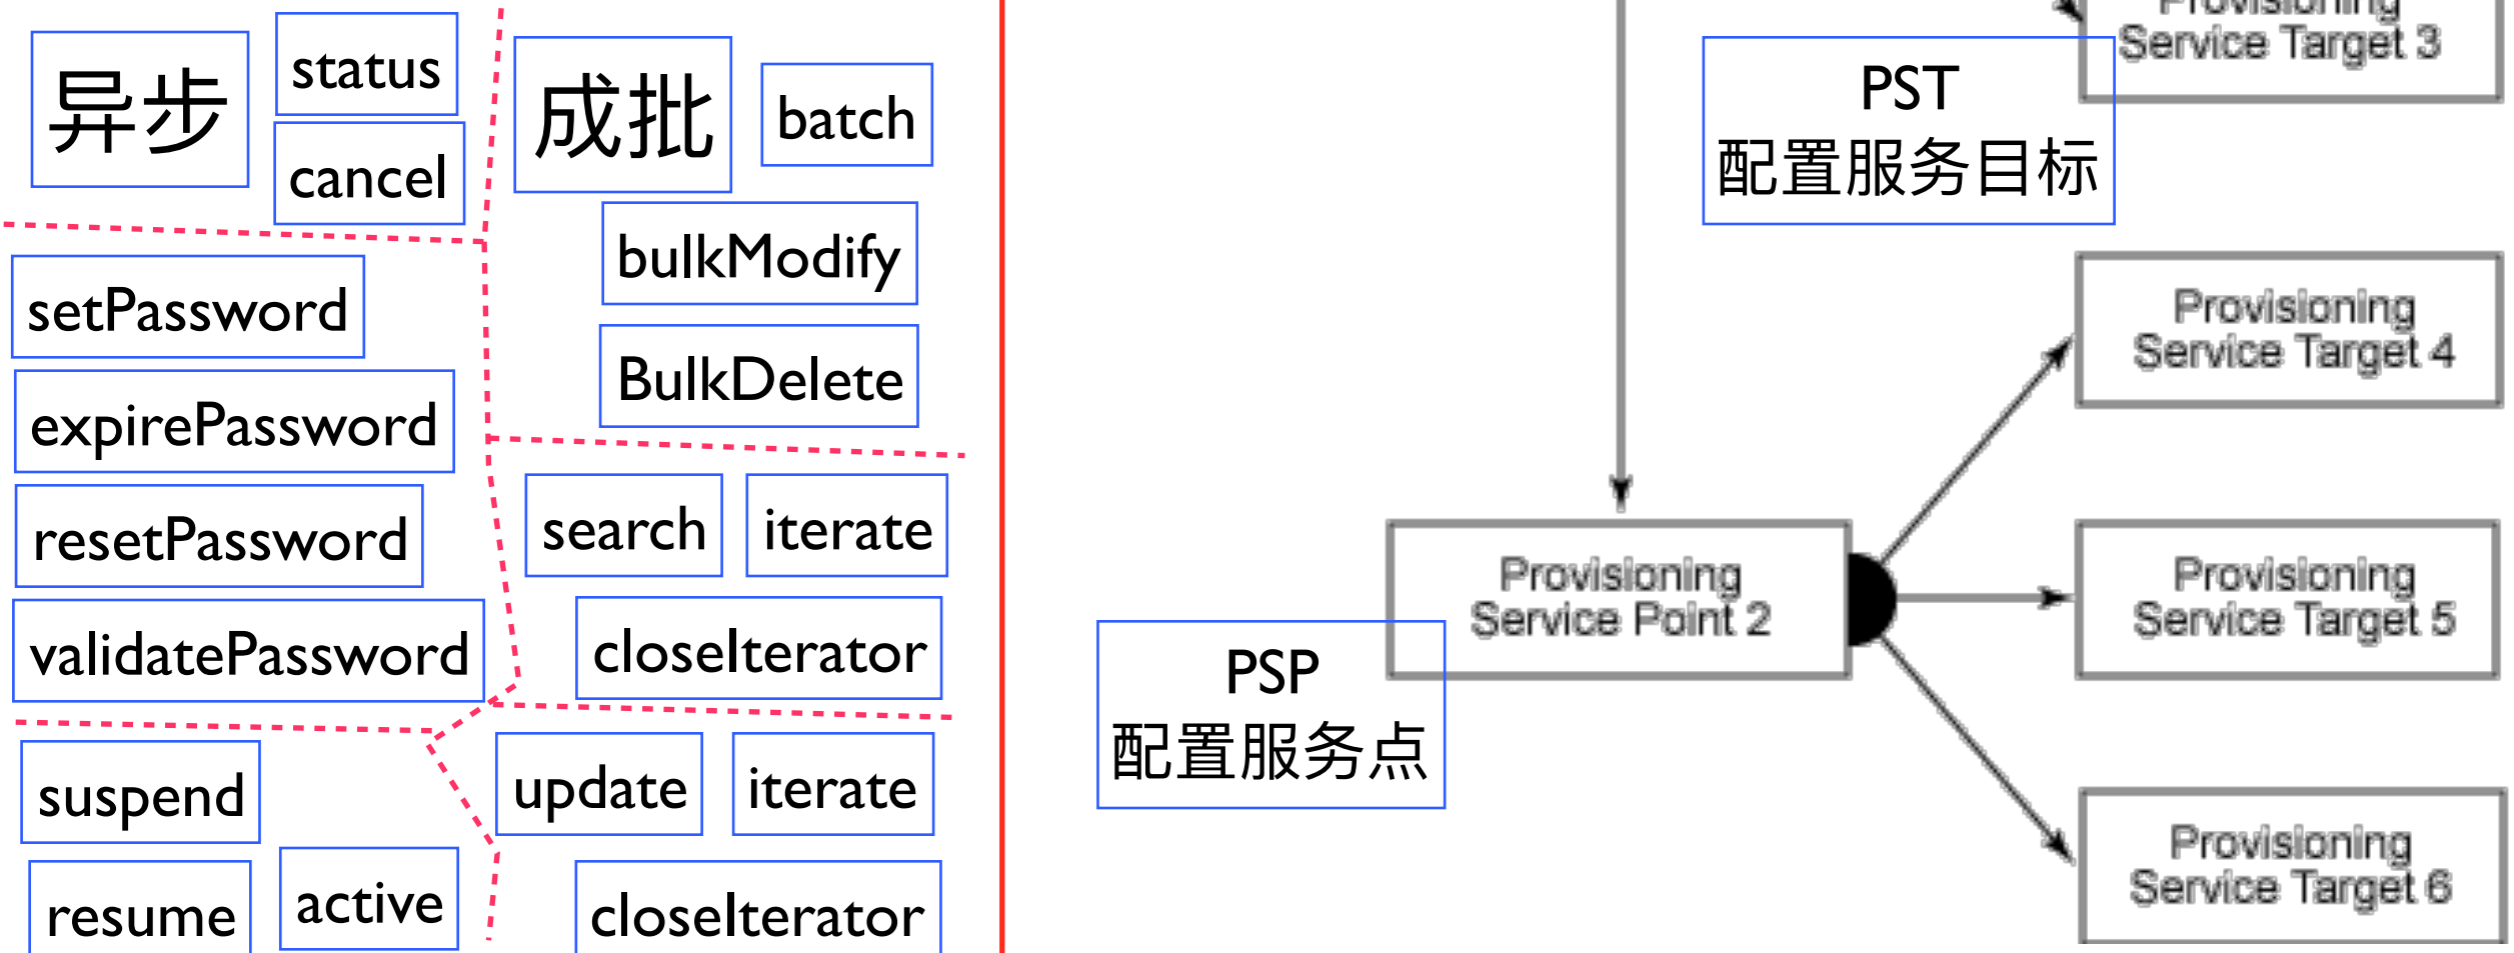 异步
status
cancel
成批
batch
bulkModify
BulkDelete
setPassword
expirePassword
resetPassword
validatePassword
search
iterate
closeIterator
suspend
resume
active
update
iterate
closeIterator
Provisioning
Service Target 3
PST
配置服务目标
Provisioning
Service Target 4
Provisioning
Service Point 2
PSP
配置服务点
Provisioning
Service Target 5
Provisioning
Service Target 6